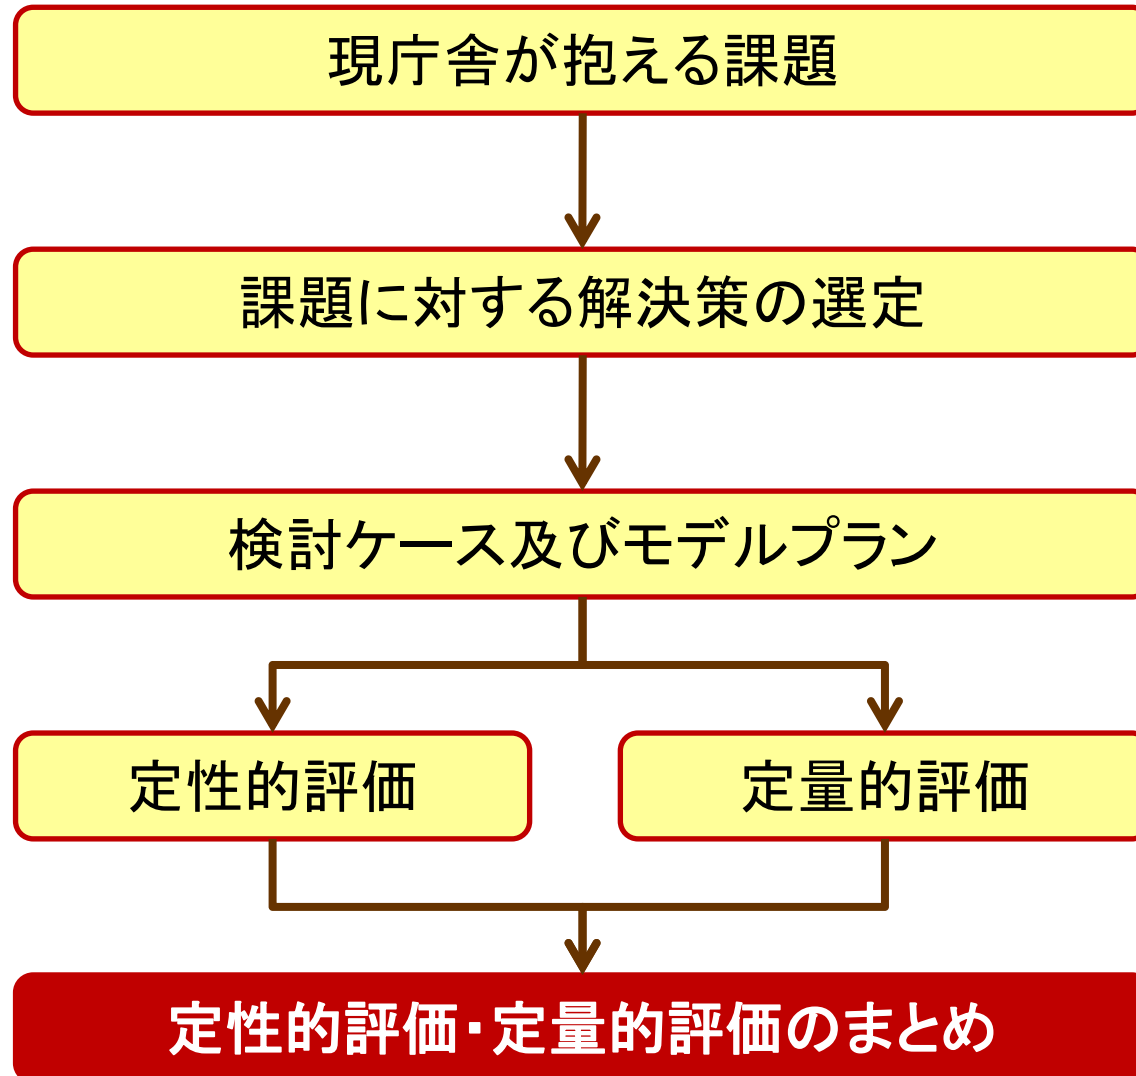 現庁舎が抱える課題
課題に対する解決策の選定
検討ケース及びモデルプラン
定性的評価
定量的評価
定性的評価・定量的評価のまとめ